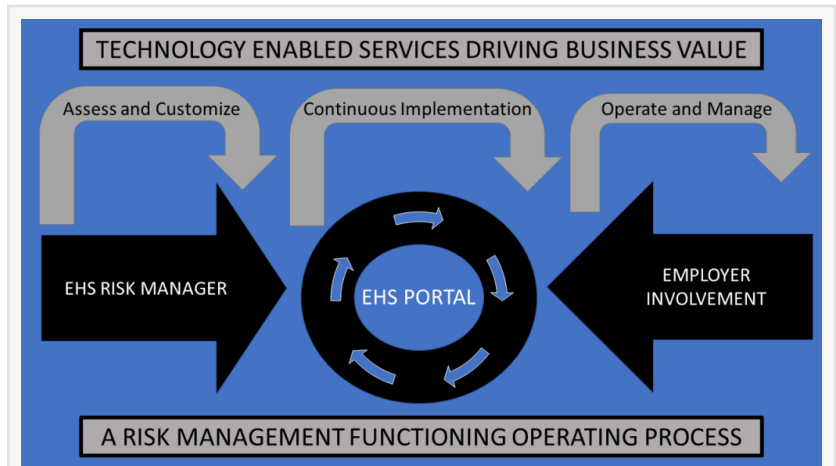 TECHNOLOGY ENABLED SERVICES DRIVING BUSINESS VALUE
Assess and Customize
Continuous Implementation
Operate and Manage
EHS RISK MANAGER
EHS PORTAL
EMPLOYER
INVOLVEMENT
A RISK MANAGEMENT FUNCTIONING OPERATING PROCESS